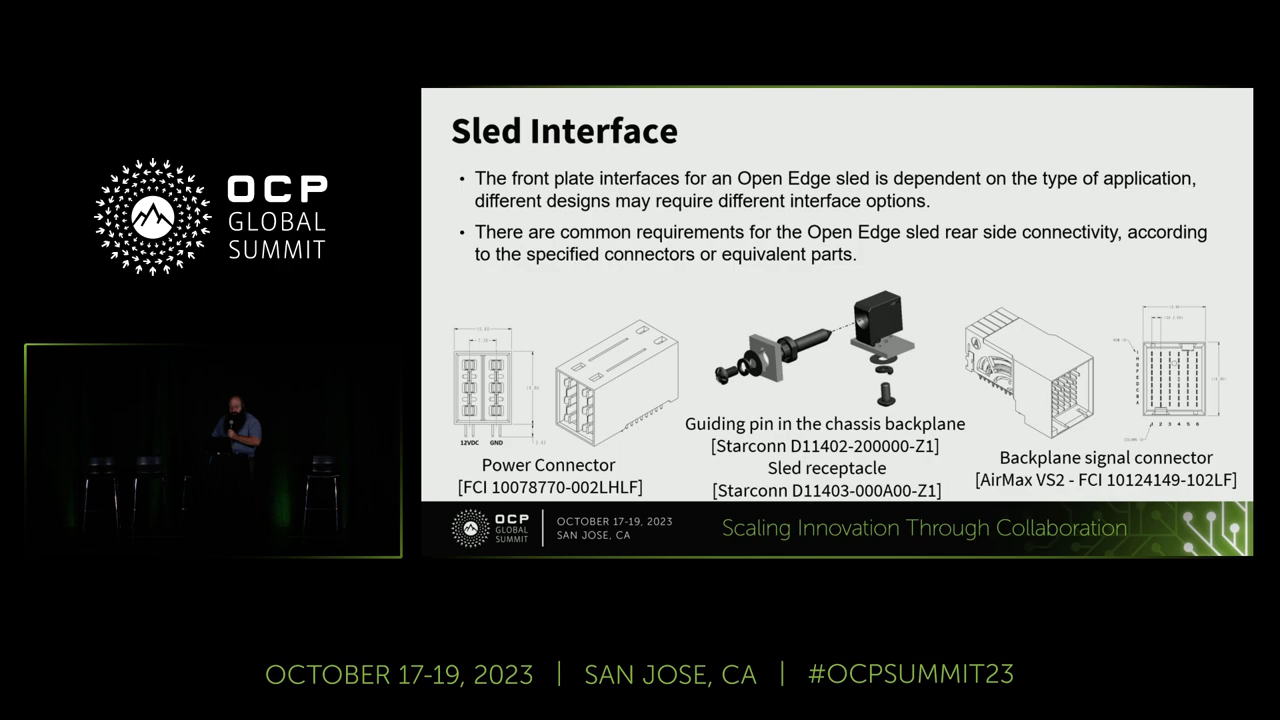 OCP
GLOBAL
SUMMIT
Sled Interface
• The front plate interfaces for an Open Edge sled is dependent on the type of application,
different designs may require different interface options.
• There are common requirements for the Open Edge sled rear side connectivity, according
to the specified connectors or equivalent parts.
12VDC GND
Power Connector
[FCI 10078770-002LHLF]
Guiding pin in the chassis backplane
[Starconn D11402-200000-Z1]
Sled receptacle
[Starconn D11403-000A00-Z1]
1 2 3 4 5 6
Backplane signal connector
[AirMax VS2 - FCI 10124149-102LF]
OCP
GLOBAL
SUMMIT
OCTOBER 17-19, 2023
SAN JOSE, CA
Scaling Innovation Through Collaboration
OCTOBER 17-19, 2023 | SAN JOSE, CA | #OCPSUMMIT23